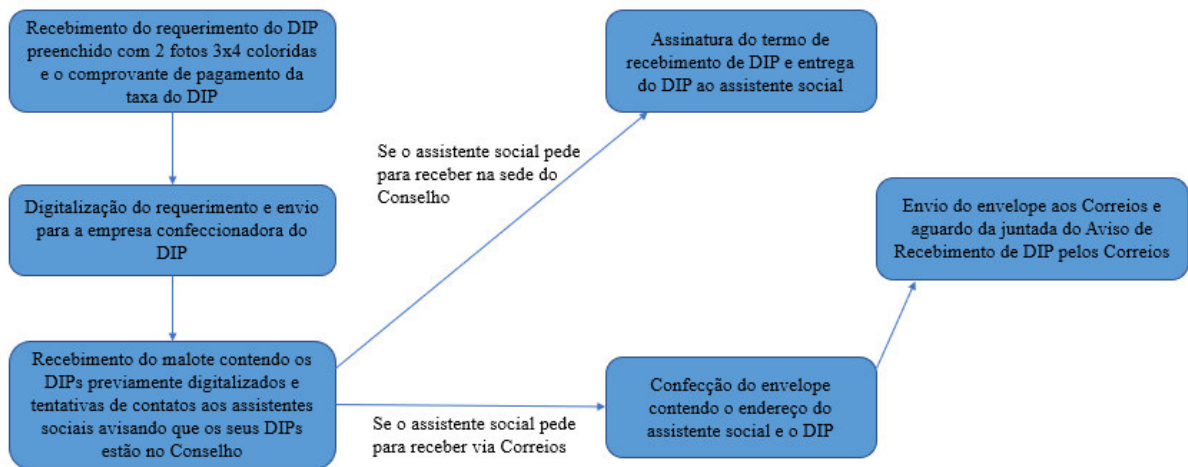 Recebimento do requerimento do DIP
preenchido com 2 fotos 3x4 coloridas
e o comprovante de pagamento da
taxa do DIP
Digitalização do requerimento e envio
para a empresa confeccionadora do
DIP
Recebimento do malote contendo os
DIPs previamente digitalizados e
tentativas de contatos aos assistentes
sociais avisando que os seus DIPs
estão no Conselho
Se o assistente social pede
para receber na sede do
Conselho
Assinatura do termo de
recebimento de DIP e entrega
do DIP ao assistente social
Se o assistente social pede
para receber via Correios
Confecção do envelope
contendo o endereço do
assistente social e o DIP
Envio do envelope aos Correios e
aguardo da juntada do Aviso de
Recebimento de DIP pelos Correios